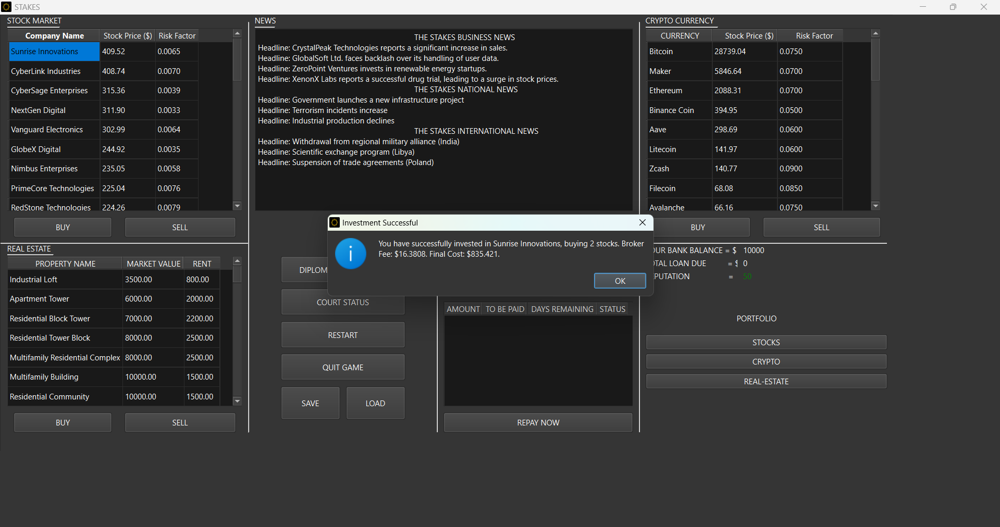 STAKES
STOCK MARKET
Company Name Stock Price ($) Risk Factor
Sunrise Innovations 409.52 0.0065
CyberLink Industries 408.74 0.0070
CyberSage Enterprises 315.36 0.0039
NextGen Digital 311.90 0.0033
Vanguard Electronics 302.99 0.0064
GlobeX Digital 244.92 0.0035
Nimbus Enterprises 235.05 0.0058
PrimeCore Technologies 225.04 0.0076
RedStone Technologies 224.26 0.0079
BUY SELL
NEWS
THE STAKES BUSINESS NEWS
Headline: CrystalPeak Technologies reports a significant increase in sales.
Headline: GlobalSoft Ltd. faces backlash over its handling of user data.
Headline: ZeroPoint Ventures invests in renewable energy startups.
Headline: XenonX Labs reports a successful drug trial, leading to a surge in stock prices.
THE STAKES NATIONAL NEWS
Headline: Government launches a new infrastructure project
Headline: Terrorism incidents increase
Headline: Industrial production declines
THE STAKES INTERNATIONAL NEWS
Headline: Withdrawal from regional military alliance (India)
Headline: Scientific exchange program (Libya)
Headline: Suspension of trade agreements (Poland)
CRYPTO CURRENCY
CURRENCY Stock Price ($) Risk Factor
Bitcoin 28739.04 0.0750
Maker 5846.64 0.0700
Ethereum 2088.31 0.0700
Binance Coin 394.95 0.0500
Aave 298.69 0.0600
Litecoin 141.97 0.0600
Zcash 140.77 0.0900
Filecoin 68.08 0.0850
Avalanche 66.16 0.0750
BUY SELL
Investment Successful
You have successfully invested in Sunrise Innovations, buying 2 stocks. Broker
Fee: $16.3808. Final Cost: $835.421.
OK
REAL ESTATE
PROPERTY NAME MARKET VALUE RENT
Industrial Loft 3500.00 800.00
Apartment Tower 6000.00 2000.00
Residential Block Tower 7000.00 2200.00
Residential Tower Block 8000.00 2500.00
Multifamily Residential Complex 8000.00 2500.00
Multifamily Building 10000.00 1500.00
Residential Community 10000.00 1500.00
BUY SELL
DIPLOM
COURT STATUS
RESTART
QUIT GAME
SAVE LOAD
AMOUNT TO BE PAID DAYS REMAINING STATUS
REPAY NOW
OUR BANK BALANCE = $ 10000
OTAL LOAN DUE = $ 0
EPUTATION = 50
PORTFOLIO
STOCKS
CRYPTO
REAL-ESTATE